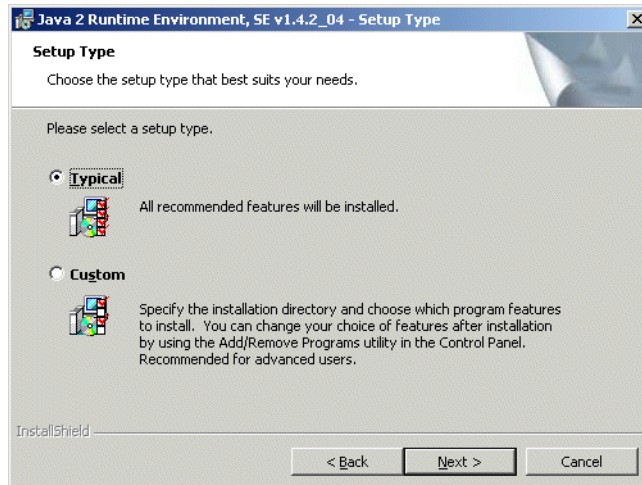 Java 2 Runtime Environment, SE v1.4.2_04 - Setup Type
Setup Type
Choose the setup type that best suits your needs.
Please select a setup type.
Typical
All recommended features will be installed.
Custom
Specify the installation directory and choose which program features
to install. You can change your choice of features after installation
by using the Add/Remove Programs utility in the Control Panel.
Recommended for advanced users.
InstallShield
< Back Next > Cancel